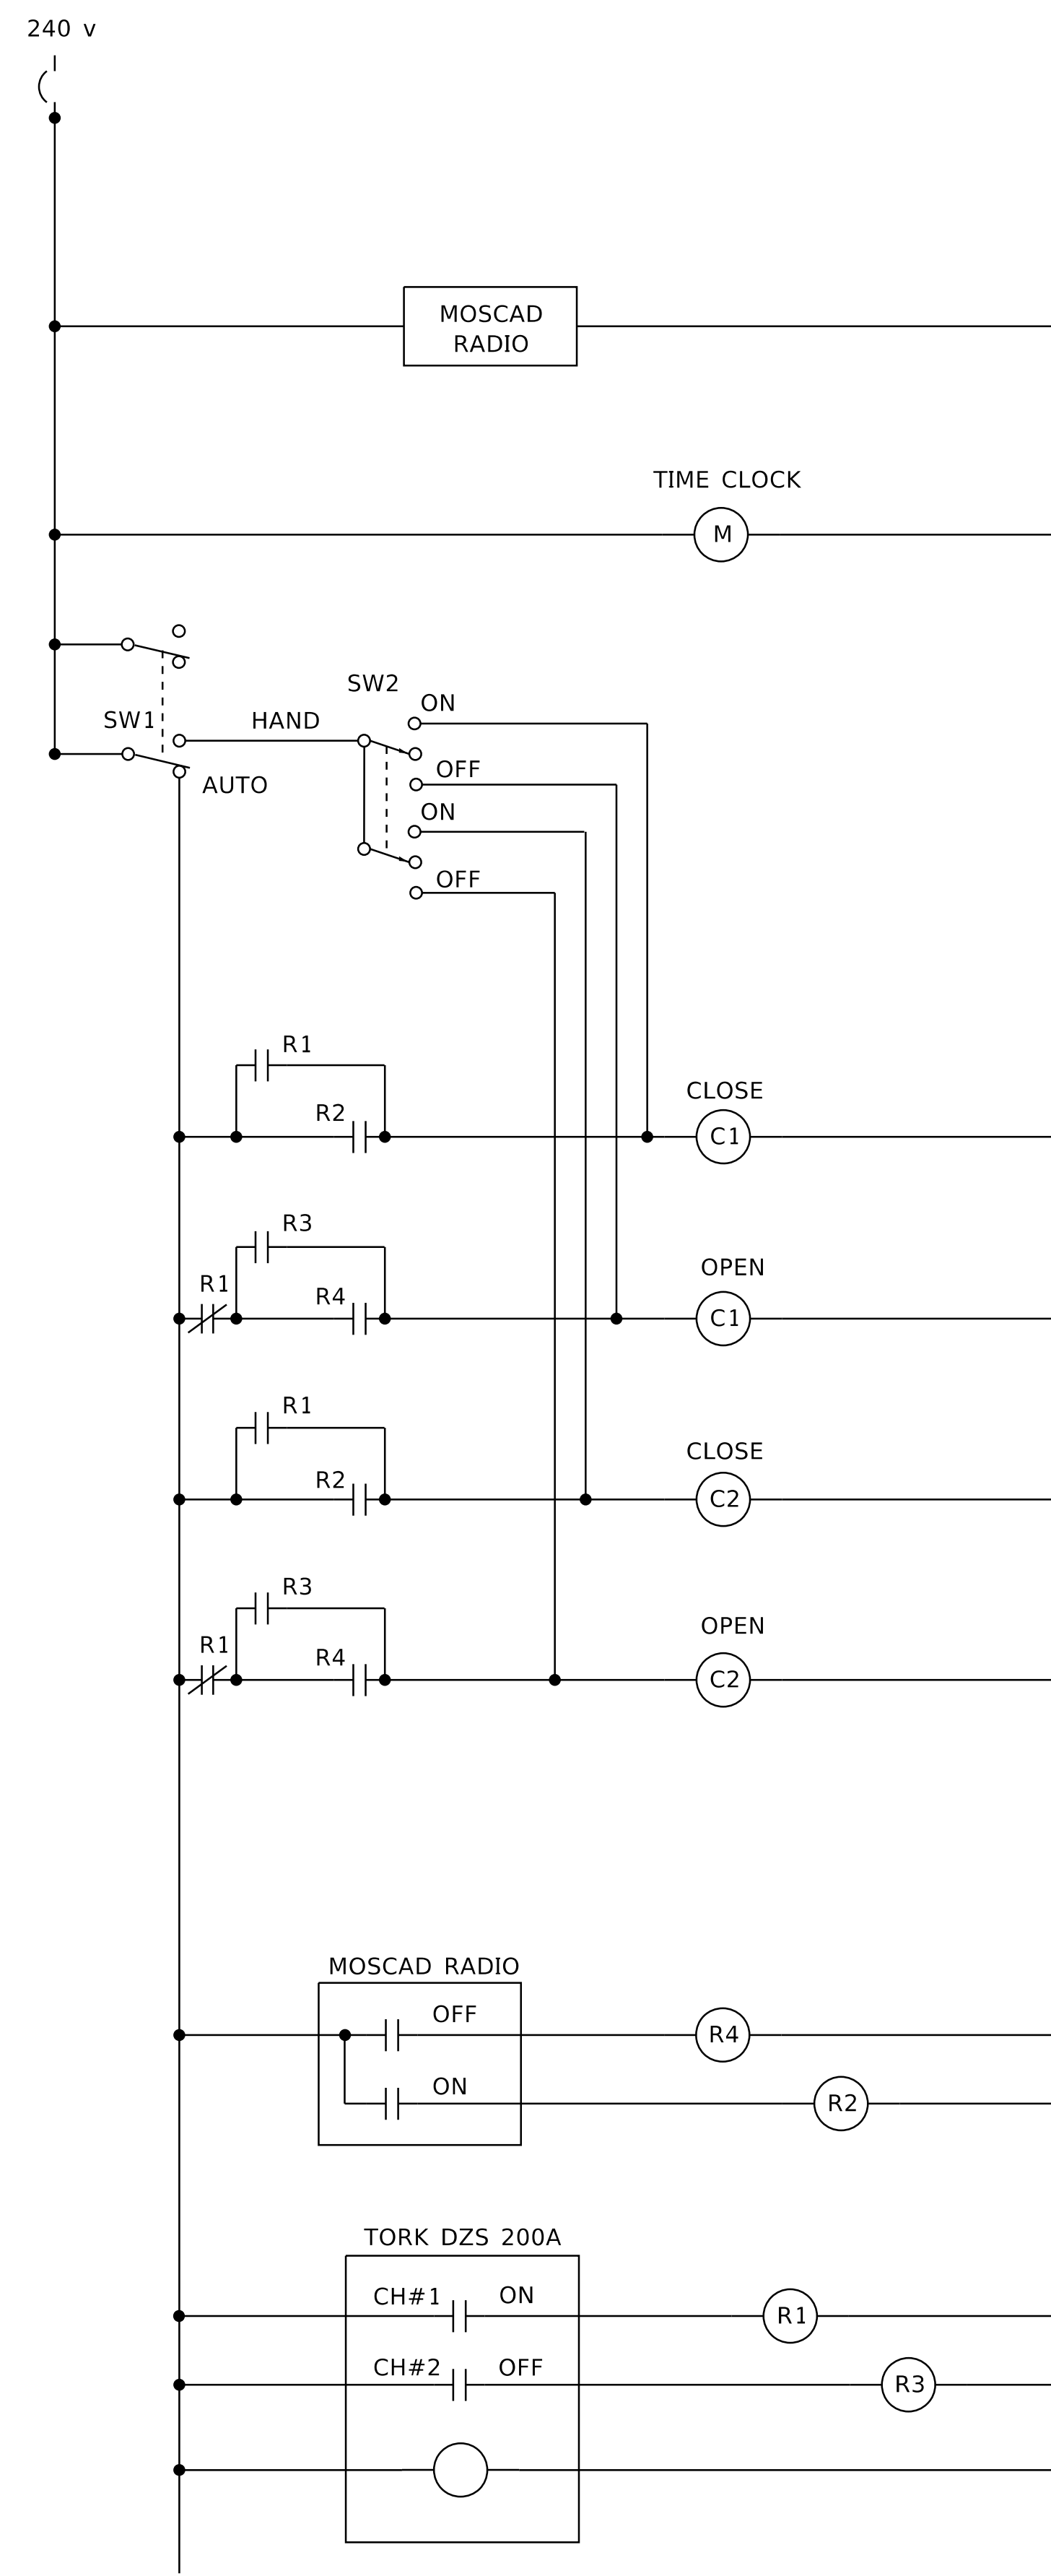 240 v
MOSCAD
RADIO
TIME CLOCK
M
SW2
ON
SW1
HAND
OFF
AUTO
ON
OFF
R1
CLOSE
R2
C1
R3
OPEN
R1
R4
C1
R1
CLOSE
R2
C2
R3
OPEN
R1
R4
C2
MOSCAD RADIO
OFF
R4
ON
R2
TORK DZS 200A
CH#1 ON
R1
CH#2 OFF
R3